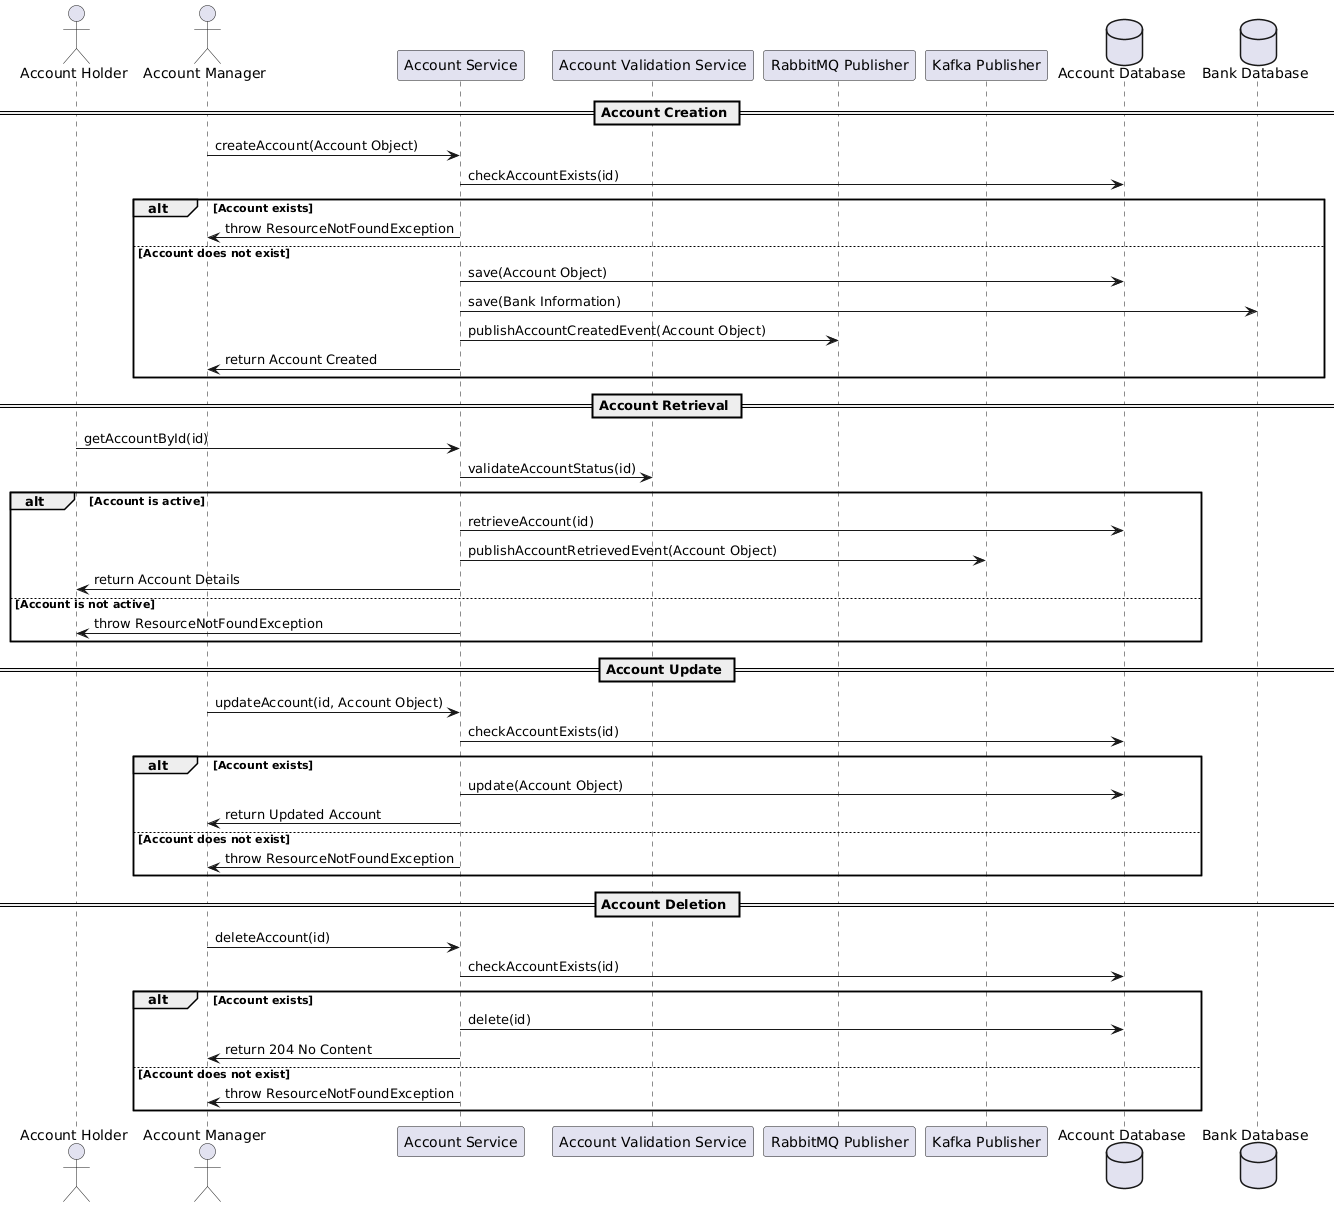 Account Holder
Account Manager
Account Service
Account Validation Service
RabbitMQ Publisher
Kafka Publisher
Account Database
Bank Database
Account Creation
createAccount(Account Object)
checkAccountExists(id)
alt [Account exists]
throw ResourceNotFoundException
[Account does not exist]
save(Account Object)
save(Bank Information)
publishAccountCreatedEvent(Account Object)
return Account Created
Account Retrieval
getAccountById(id)
validateAccountStatus(id)
alt [Account is active]
retrieveAccount(id)
publishAccountRetrievedEvent(Account Object)
return Account Details
[Account is not active]
throw ResourceNotFoundException
Account Update
updateAccount(id, Account Object)
checkAccountExists(id)
alt [Account exists]
update(Account Object)
return Updated Account
[Account does not exist]
throw ResourceNotFoundException
Account Deletion
deleteAccount(id)
checkAccountExists(id)
alt [Account exists]
delete(id)
return 204 No Content
[Account does not exist]
throw ResourceNotFoundException
Account Holder
Account Manager
Account Service
Account Validation Service
RabbitMQ Publisher
Kafka Publisher
Account Database
Bank Database